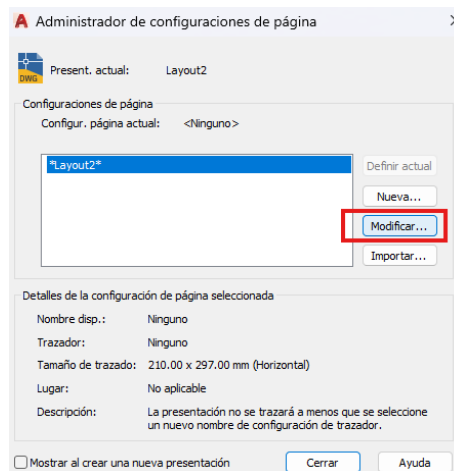 Administrador de configuraciones de página
DWG
Present. actual: Layout2
Configuraciones de página
Configur. página actual: <Ninguno>
*Layout2*
Definir actual
Nueva...
Modificar...
Importar...
Detalles de la configuración de página seleccionada
Nombre disp.: Ninguno
Trazador: Ninguno
Tamaño de trazado: 210.00 x 297.00 mm (Horizontal)
Lugar: No aplicable
Descripción: La presentación no se trazará a menos que se seleccione
un nuevo nombre de configuración de trazador.
Mostrar al crear una nueva presentación
Cerrar
Ayuda